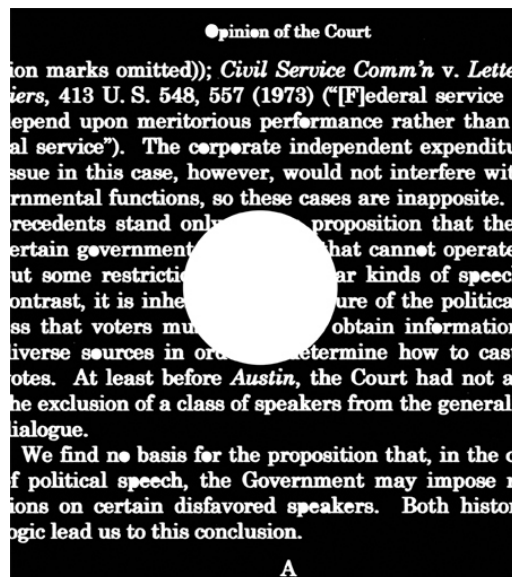 Opinion of the Court
ion marks omitted)); Civil Service Comm'n v. Lette
iers, 413 U. S. 548, 557 (1973) (“[F]ederal service
depend upon meritorious performance rather than
al service”). The corporate independent expenditu
ssue in this case, however, would not interfere wit
rnmental functions, so these cases are inapposite.
recedents stand only proposition that the
ertain government hat cannot operate
ut some restricti ar kinds of speec
ontrast, it is inhe ure of the politica
ss that voters mu obtain information
iverse sources in or etermine how to cas
otes. At least before Austin, the Court had not a
he exclusion of a class of speakers from the general
ialogue.
We find no basis for the proposition that, in the c
f political speech, the Government may impose r
ions on certain disfavored speakers. Both histor
ogic lead us to this conclusion.
A